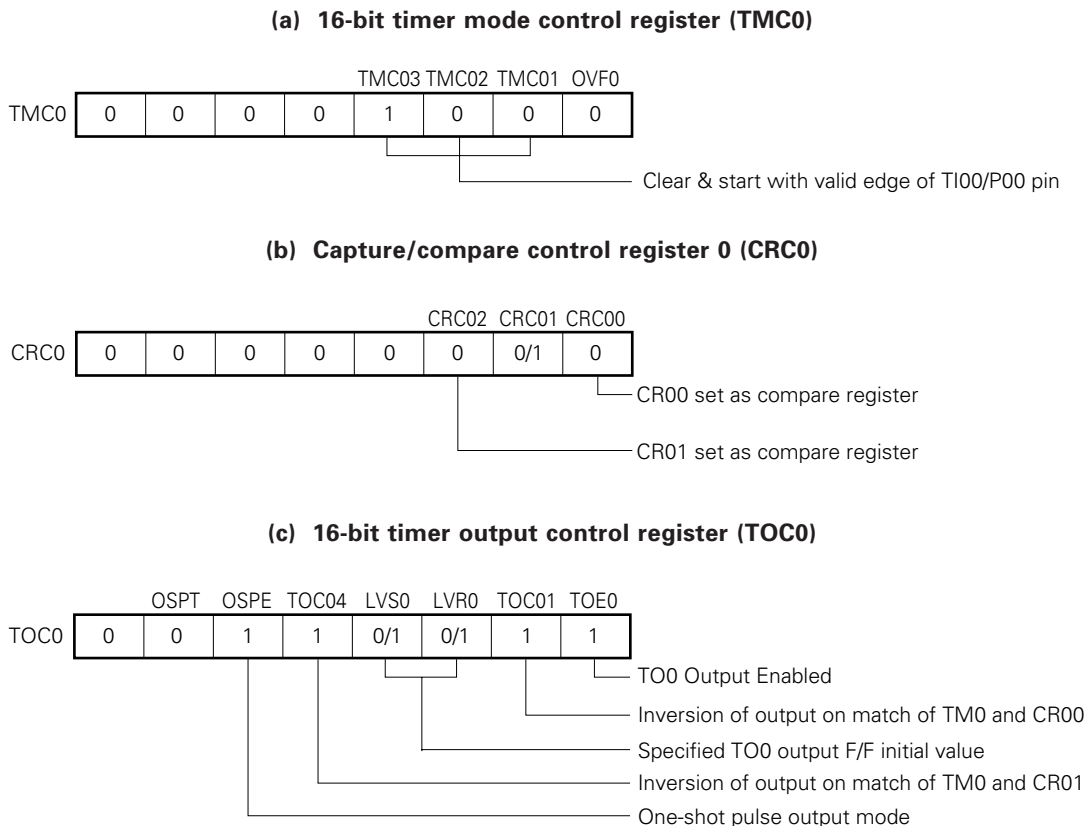 (a) 16-bit timer mode control register (TMC0)
TMC03 TMC02 TMC01 OVF0
TMC0 0 0 0 0 1 0 0 0
Clear & start with valid edge of TI00/P00 pin
(b) Capture/compare control register 0 (CRC0)
CRC02 CRC01 CRC00
CRC0 0 0 0 0 0 0 0/1 0
CR00 set as compare register
CR01 set as compare register
(c) 16-bit timer output control register (TOC0)
OSPT OSPE TOC04 LVS0 LVR0 TOC01 TOE0
TOC0 0 0 1 1 0/1 0/1 1 1
TO0 Output Enabled
Inversion of output on match of TM0 and CR00
Specified TO0 output F/F initial value
Inversion of output on match of TM0 and CR01
One-shot pulse output mode